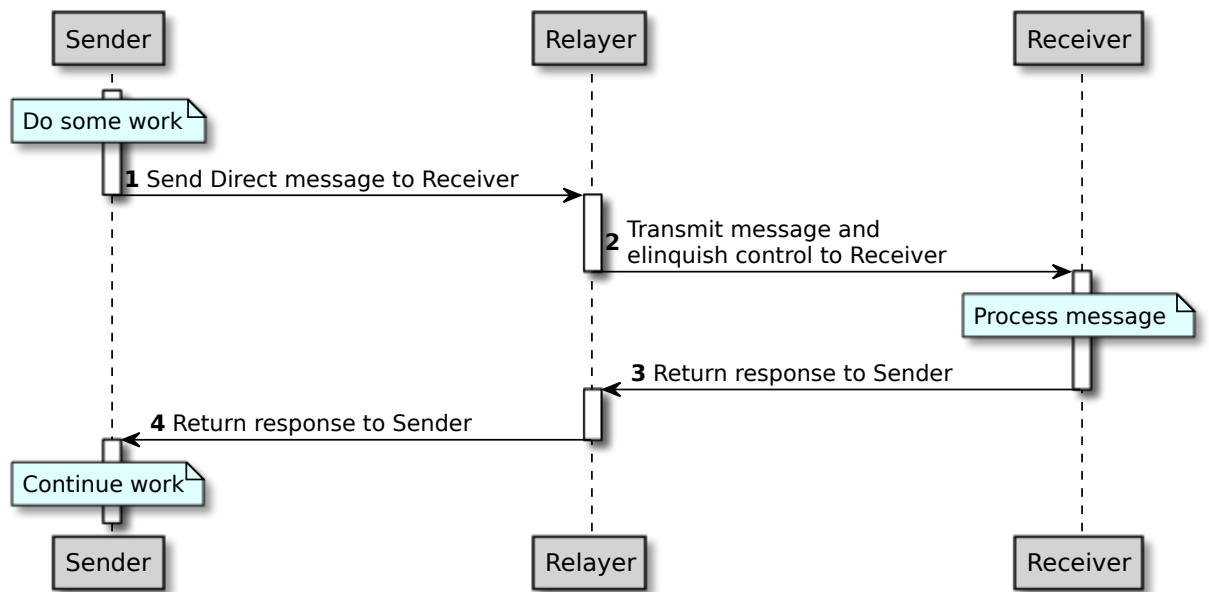 Sender
Relayer
Receiver
Do some work
1 Send Direct message to Receiver
2 Transmit message and
elinquish control to Receiver
Process message
3 Return response to Sender
4 Return response to Sender
Continue work
Sender
Relayer
Receiver